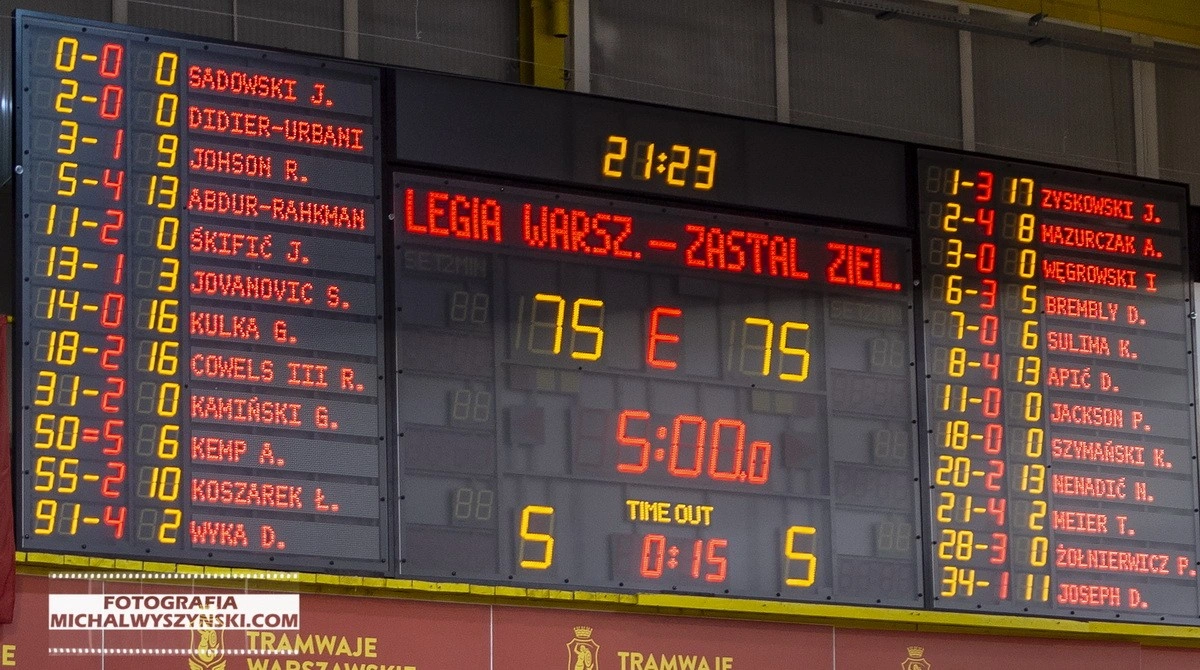 0-0 0 SADOWSKI J.
2-0 0 DIDIER-URBANI
3-1 9 JOHSON R.
5-4 13 ABDUR-RAHKMAN
11-2 0 ŚKIFIĆ J.
13-1 3 JOVANOVIC S.
14-0 16 KULKA G.
18-2 16 COWELS III R.
31-2 0 KAMIŃSKI G.
50=5 6 KEMP A.
55-2 10 KOSZAREK Ł.
91-4 2 WYKA D.
21:23
LEGIA WARSZ.-ZASTAL ZIEL.
75 E 75
5:00.0
TIME OUT
5 0:15 5
1-3 17 ZYSKOWSKI J.
2-4 8 MAZURCZAK A.
3-0 0 WĘGROWSKI I
6-3 5 BREMBLY D.
7-0 6 SULIMA K.
8-4 13 APIĆ D.
11-0 0 JACKSON P.
18-0 0 SZYMAŃSKI K.
20-2 13 NENADIĆ N.
21-4 2 MEIER T.
28-3 0 ŻOŁNIERWICZ P.
34-1 11 JOSEPH D.
FOTOGRAFIA
MICHALWYSZYNSKI.COM
TRAMWAJE
WARSZAWSKIE
TRAMWAJE